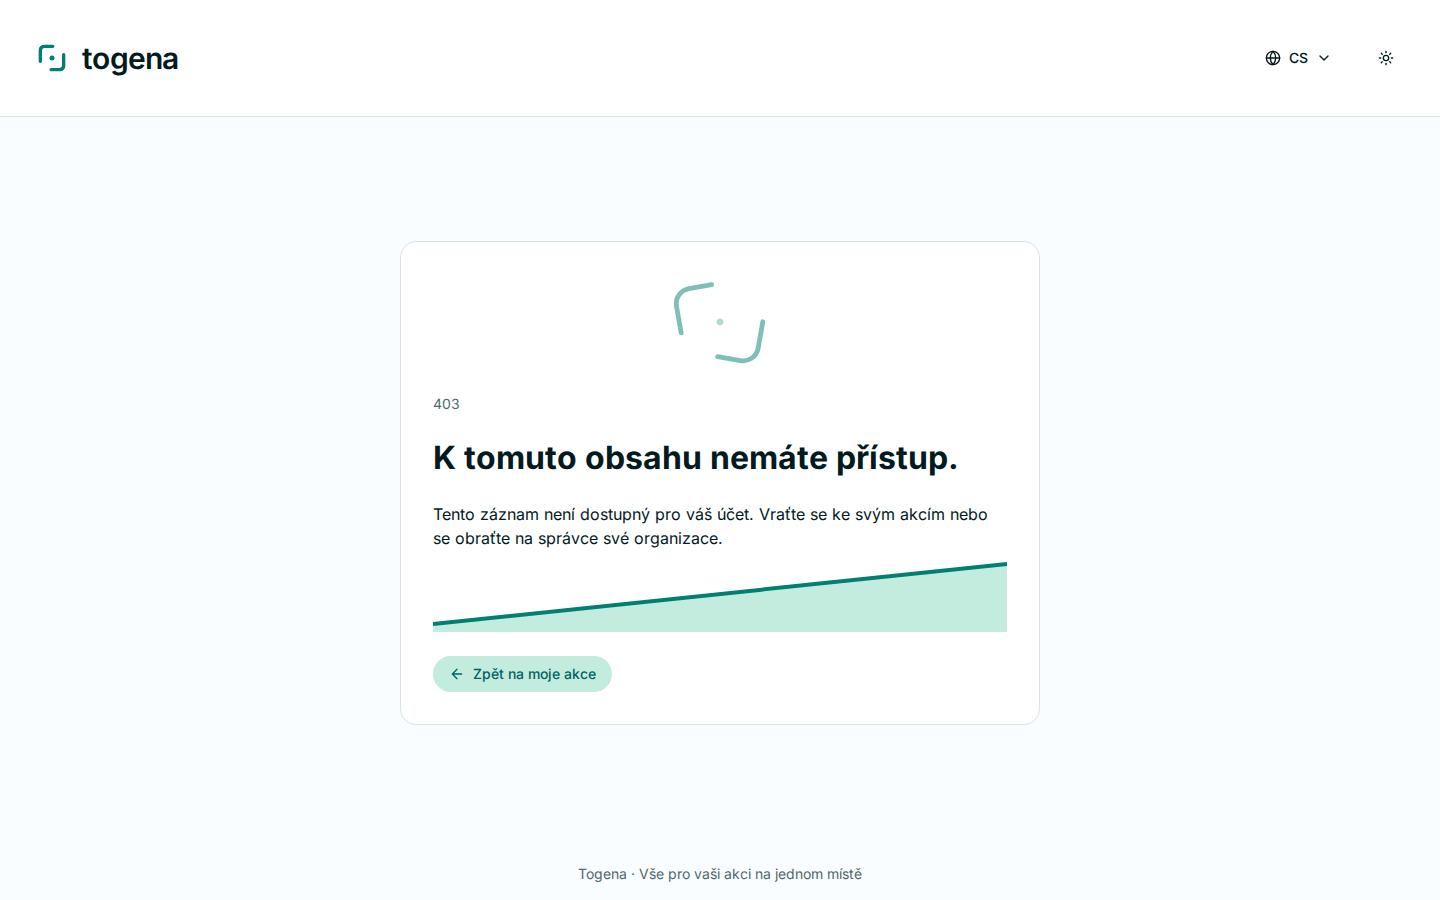 togena
CS
403
K tomuto obsahu nemáte přístup.
Tento záznam není dostupný pro váš účet. Vraťte se ke svým akcím nebo
se obraťte na správce své organizace.
Zpět na moje akce
Togena · Vše pro vaši akci na jednom místě